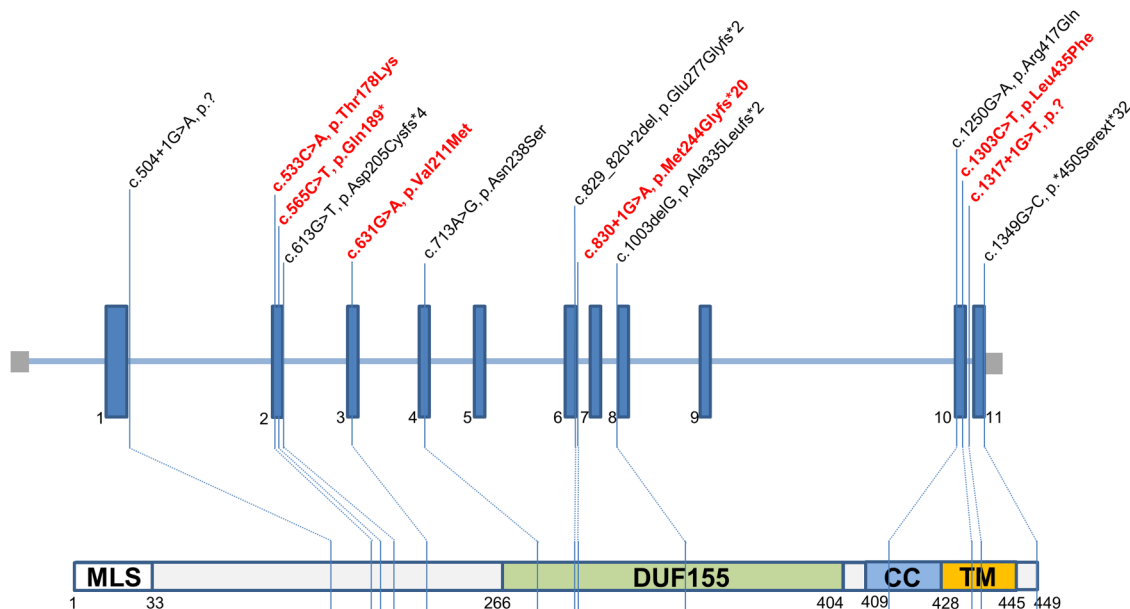 c.504+1G>A, p.?
c.533C>A, p.Thr178Lys
c.565C>T, p.Gln189*
c.613G>T, p.Asp205Cysfs*4
c.631G>A, p.Val211Met
c.713A>G, p.Asn238Ser
c.829_820+2del, p.Glu277Glyfs*2
c.830+1G>A, p.Met244Glyfs*20
c.1003delG, p.Ala335Leufs*2
c.1250G>A, p.Arg417Gln
c.1303C>T, p.Leu435Phe
c.1317+1G>T, p.?
c.1349G>C, p.*450Serext*32
1 2 3 4 5 6 7 8 9 10 11
MLS DUF155 CC TM
1 33 266 404 409 428 445 449